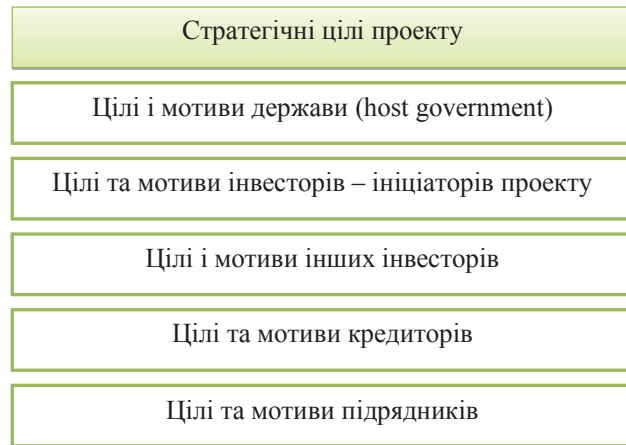 Стратегічні цілі проекту
Цілі і мотиви держави (host government)
Цілі та мотиви інвесторів – ініціаторів проекту
Цілі і мотиви інших інвесторів
Цілі та мотиви кредиторів
Цілі та мотиви підрядників